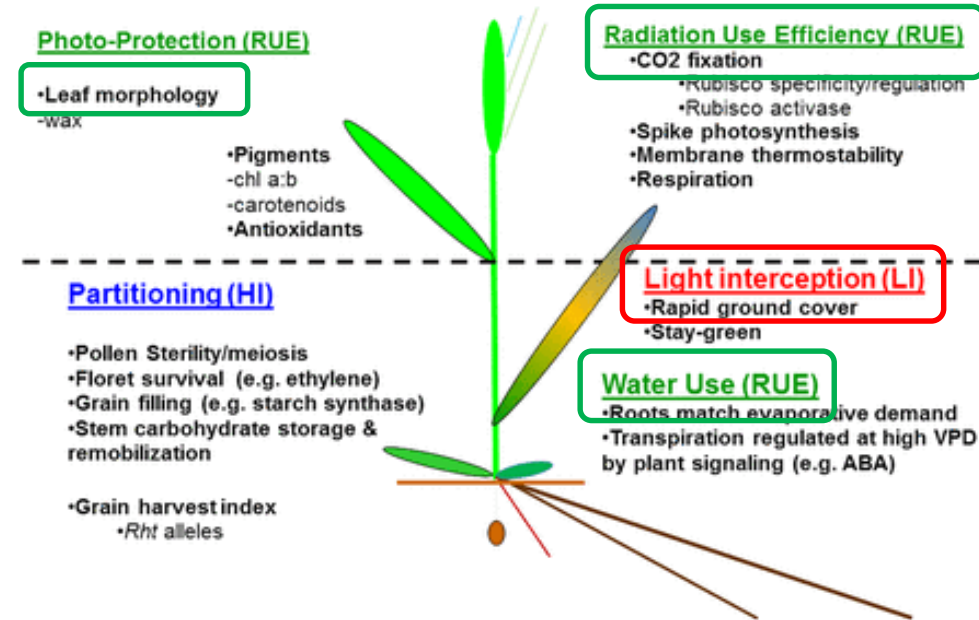 Photo-Protection (RUE)
•Leaf morphology
-wax
•Pigments
-chl a:b
-carotenoids
•Antioxidants
Radiation Use Efficiency (RUE)
•CO2 fixation
•Rubisco specificity/regulation
•Rubisco activase
•Spike photosynthesis
•Membrane thermostability
•Respiration
Partitioning (HI)
•Pollen Sterility/meiosis
•Floret survival (e.g. ethylene)
•Grain filling (e.g. starch synthase)
•Stem carbohydrate storage &
remobilization
•Grain harvest index
•Rht alleles
Light interception (LI)
•Rapid ground cover
•Stay-green
Water Use (RUE)
•Roots match evaporative demand
•Transpiration regulated at high VPD
by plant signaling (e.g. ABA)